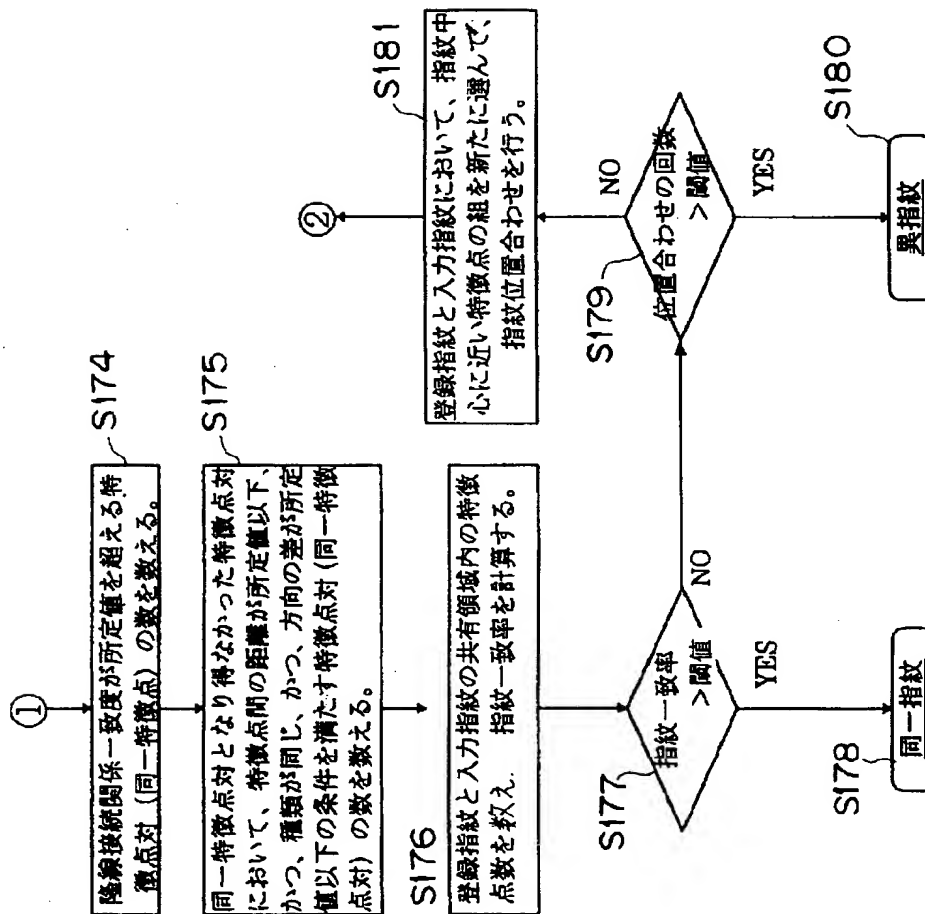 ①
S174
隆線接続関係一致度が所定値を超える特
徴点対（同一特徴点）の数を数える。
S175
同一特徴点対となり得なかった特徴点対
において、特徴点間の距離が所定値以下、
かつ、種類が同じ、かつ、方向の差が所定
値以下の条件を満たす特徴点対（同一特徴
点対）の数を数える。
S176
登録指紋と入力指紋の共有領域内の特徴
点数を数え、指紋一致率を計算する。
S177
指紋一致率
＞閾値
NO
YES
S178
同一指紋
②
S181
登録指紋と入力指紋において、指紋中
心に近い特徴点の組を新たに選んで、
指紋位置合わせを行う。
S179
位置合わせの回数
＞閾値
NO
YES
S180
異指紋